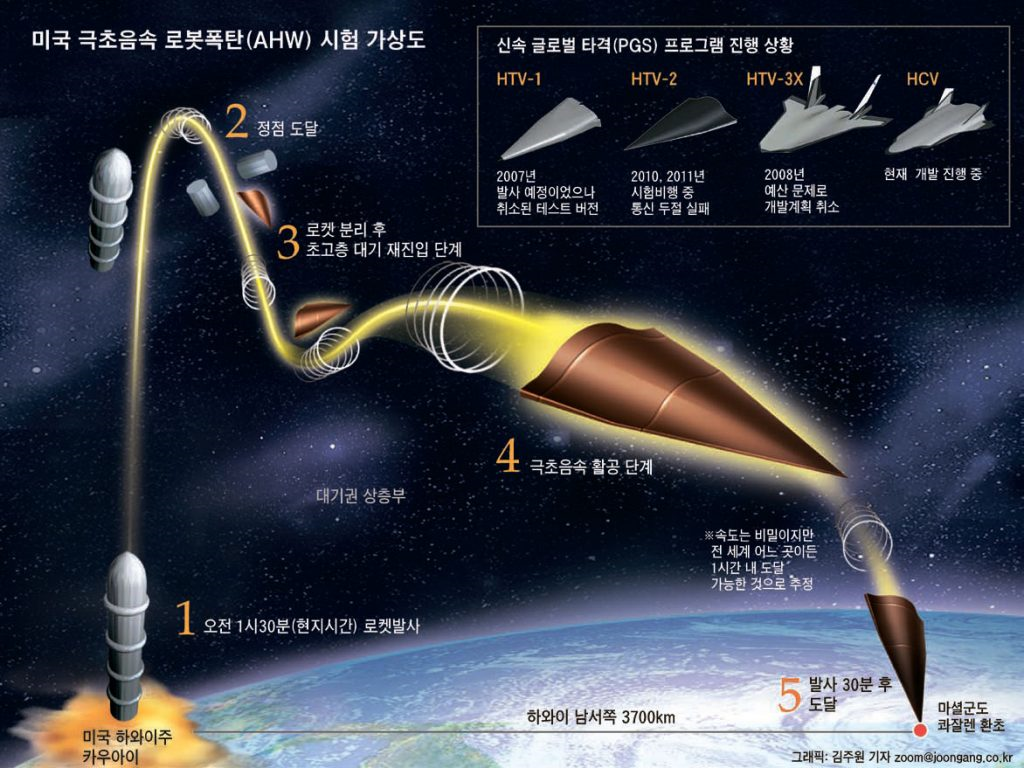 미국 극초음속 로봇폭탄(AHW) 시험 가상도
신속 글로벌 타격(PGS) 프로그램 진행 상황
HTV-1
2007년
발사 예정이었으나
취소된 테스트 버전
HTV-2
2010, 2011년
시험비행 중
통신 두절 실패
HTV-3X
2008년
예산 문제로
개발계획 취소
HCV
현재 개발 진행 중
2 정점 도달
3 로켓 분리 후
초고층 대기 재진입 단계
4 극초음속 활공 단계
대기권 상층부
※속도는 비밀이지만
전 세계 어느 곳이든
1시간 내 도달
가능한 것으로 추정
1 오전 1시30분(현지시간) 로켓발사
5 발사 30분 후
도달
미국 하와이주
카우아이
하와이 남서쪽 3700km
마셜군도
콰잘렌 환초
그래픽: 김주원 기자 zoom@joongang.co.kr